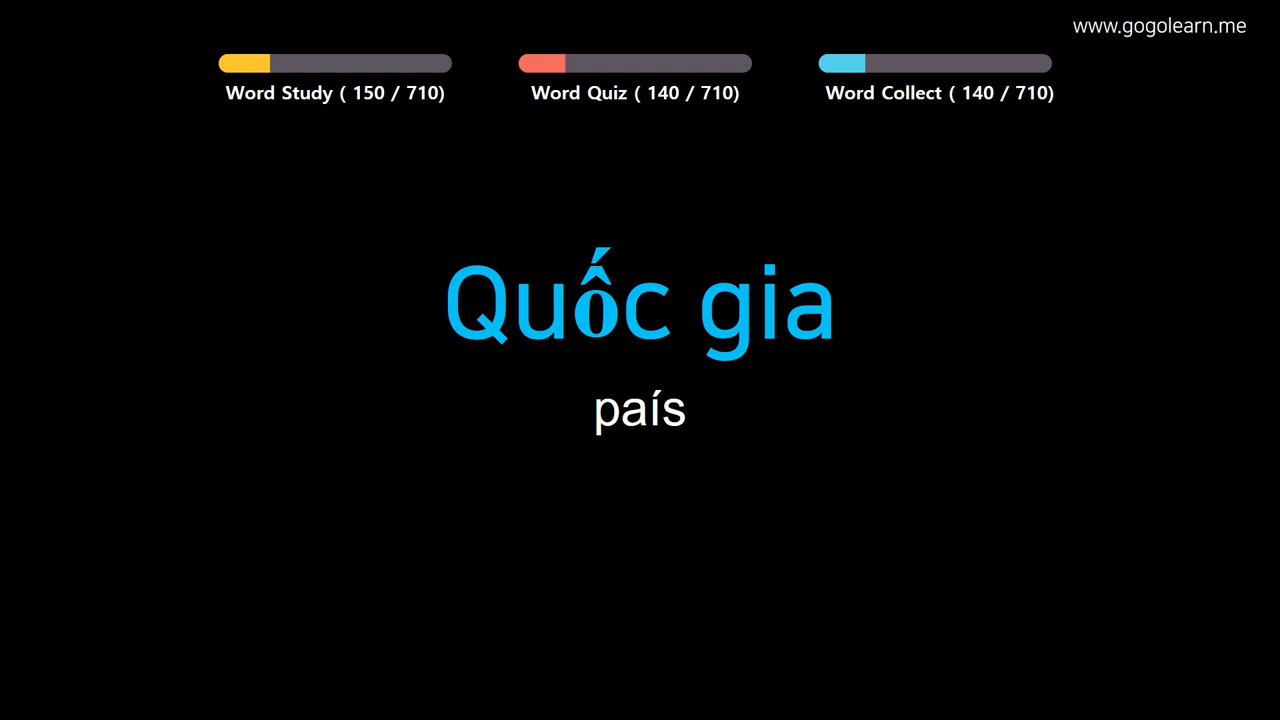 www.gogolearn.me
Word Study ( 150 / 710)
Word Quiz ( 140 / 710)
Word Collect ( 140 / 710)
Quốc gia
país